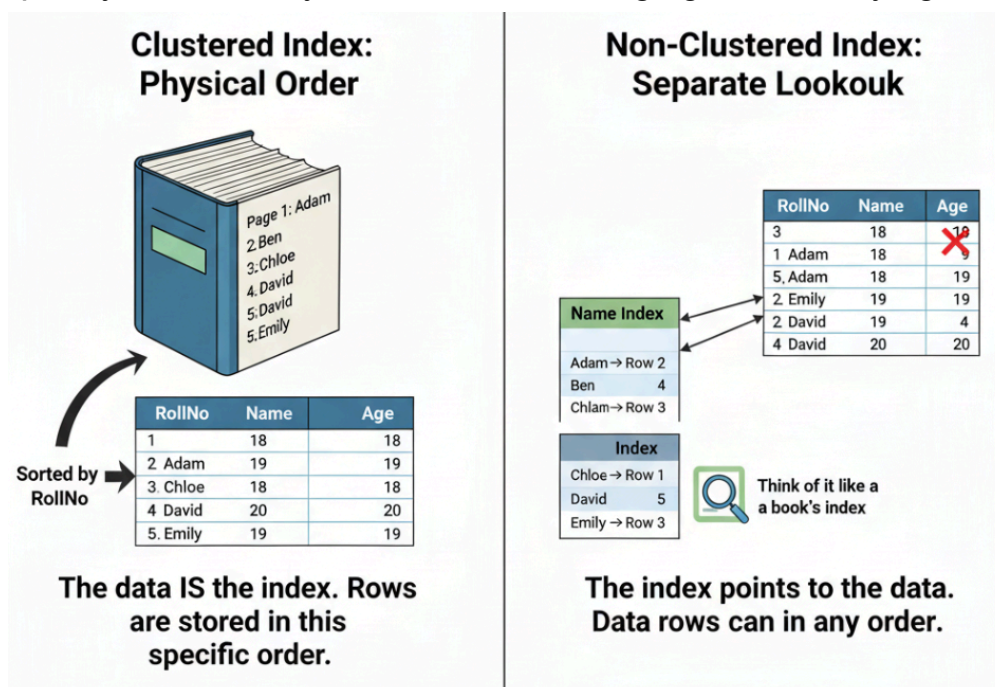 Clustered Index:
Physical Order
Page 1: Adam
2. Ben
3. Chloe
4. David
5. David
5. Emily
RollNo Name Age
1 18 18
2 Adam 19 19
3. Chloe 18 18
4 David 20 20
5. Emily 19 19
Sorted by
RollNo
The data IS the index. Rows
are stored in this
specific order.
Non-Clustered Index:
Separate Lookouk
RollNo Name Age
3 18 18
1 Adam 18
5, Adam 18 19
2 Emily 19 19
2 David 19 4
4 David 20 20
Name Index
Adam → Row 2
Ben 4
Chlam → Row 3
Index
Chloe → Row 1
David 5
Emily → Row 3
Think of it like a
a book's index
The index points to the data.
Data rows can in any order.